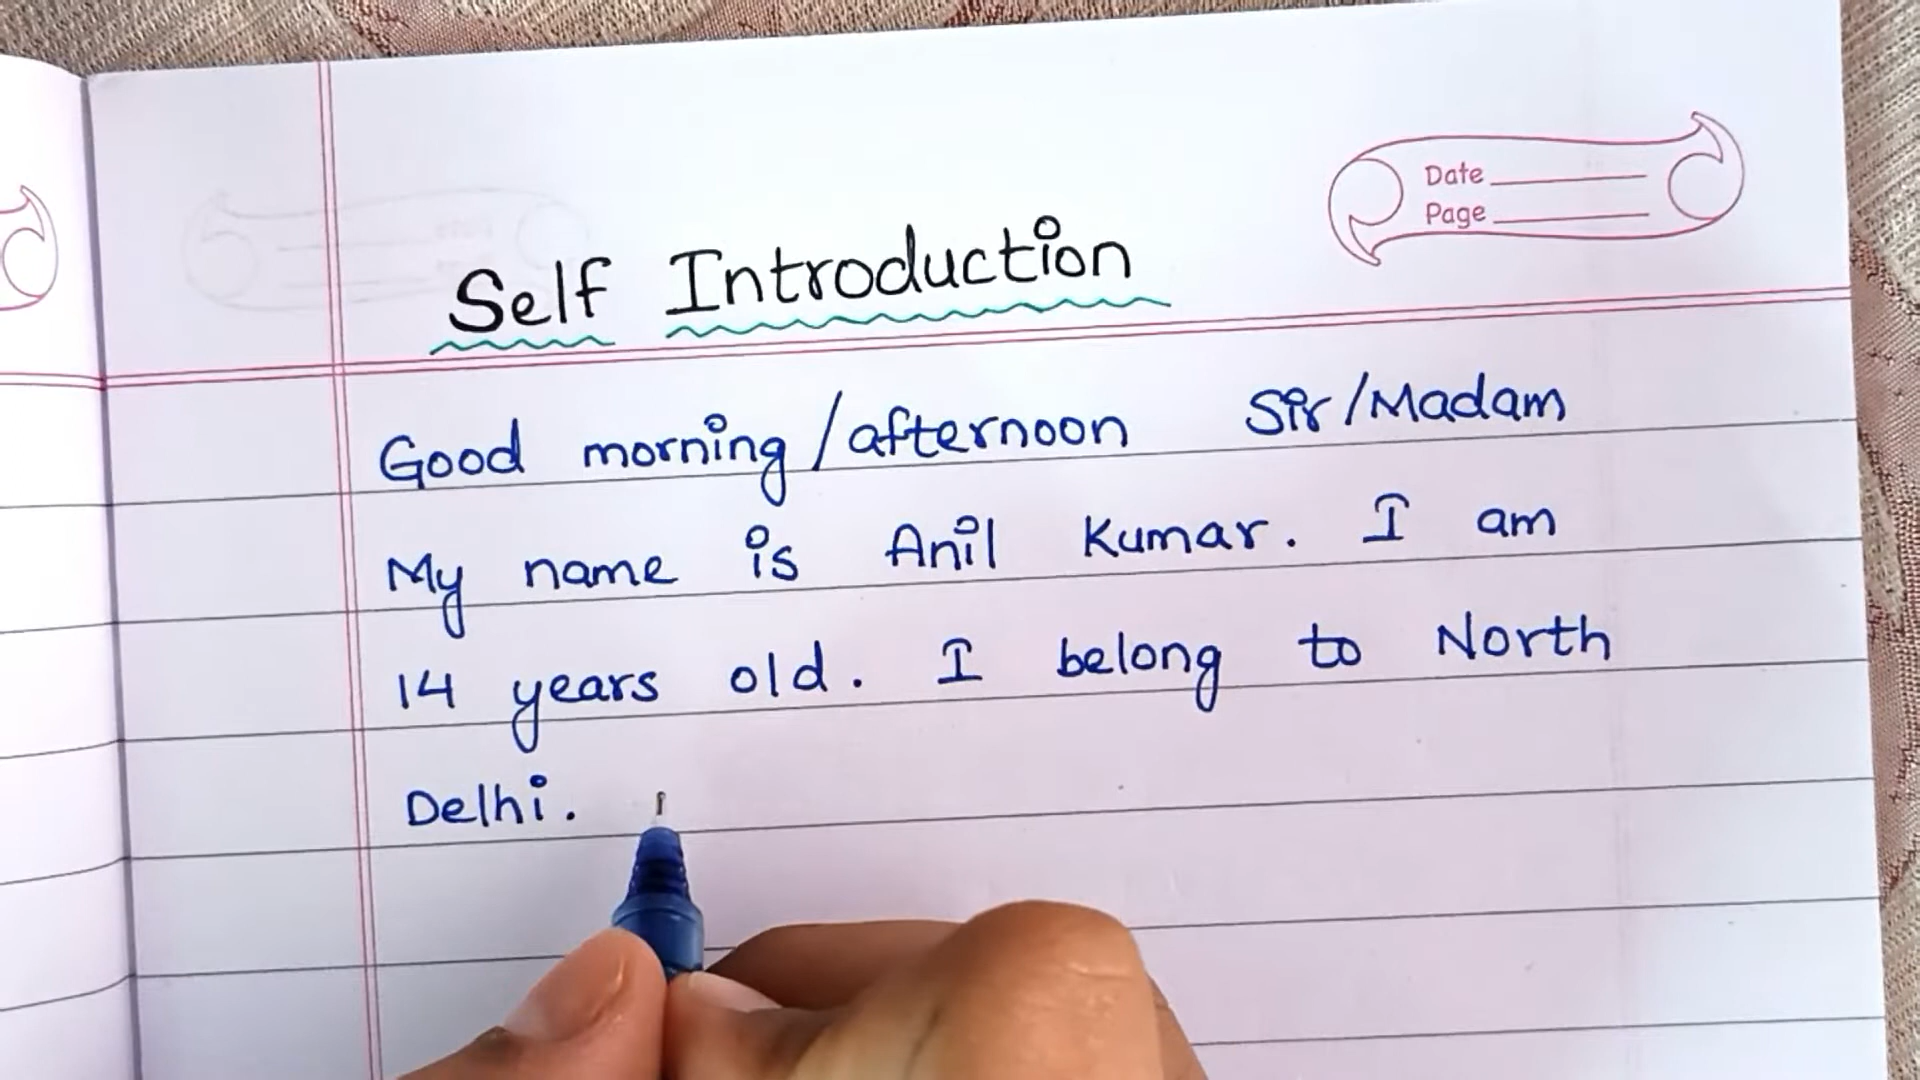 Date
Page
Self Introduction
Good morning/afternoon Sir/Madam
My name is Anil Kumar. I am
14 years old. I belong to North
Delhi.